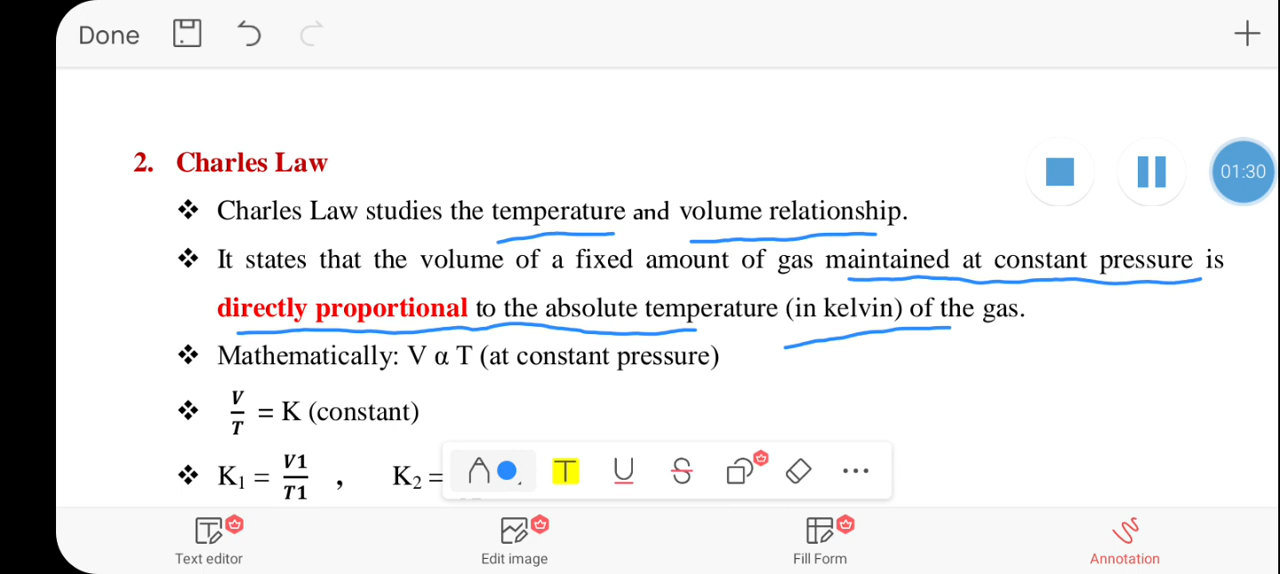 Done
2. Charles Law
01:30
❖ Charles Law studies the temperature and volume relationship.
❖ It states that the volume of a fixed amount of gas maintained at constant pressure is
directly proportional to the absolute temperature (in kelvin) of the gas.
❖ Mathematically: V α T (at constant pressure)
❖ V/T = K (constant)
❖ K₁ = V1/T1 , K₂ =
T U S
Text editor Edit image Fill Form Annotation